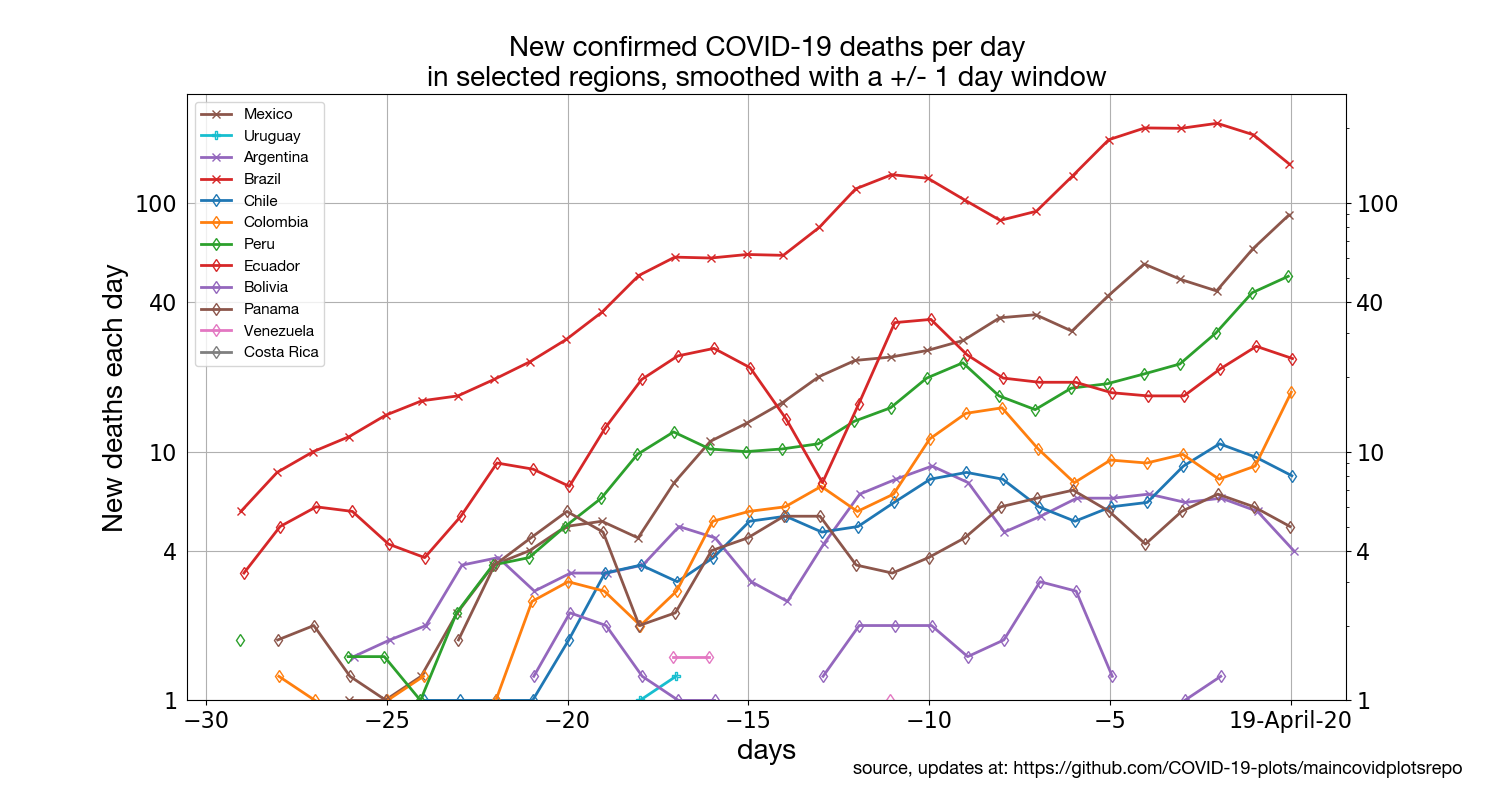 New confirmed COVID-19 deaths per day
in selected regions, smoothed with a +/- 1 day window
Mexico
Uruguay
Argentina
Brazil
Chile
Colombia
Peru
Ecuador
Bolivia
Panama
Venezuela
Costa Rica
New deaths each day
100
40
10
4
1
100
40
10
4
1
−30
−25
−20
−15
−10
−5
19-April-20
days
source, updates at: https://github.com/COVID-19-plots/maincovidplotsrepo